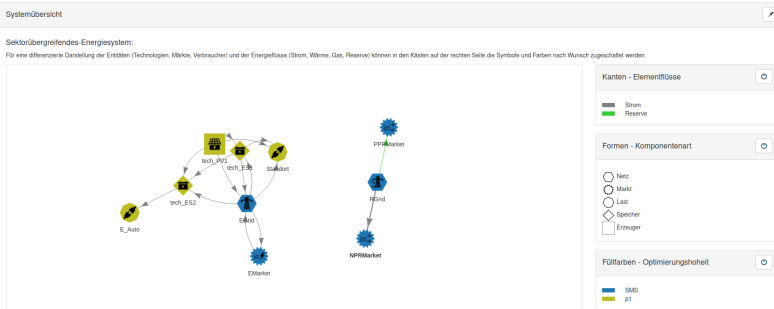 Systemübersicht
Sektorübergreifendes-Energiesystem:
Für eine differenzierte Darstellung der Entitäten (Technologien, Märkte, Verbraucher) und der Energieflüsse (Strom, Wärme, Gas, Reserve) können in den Kästen auf der rechten Seite die Symbole und Farben nach Wunsch zugeschaltet werden.
PPRMarket
tech_PV1
tech_ES1
Standort
tech_ES2
RGrid
EGrid
E_Auto
NPRMarket
EMarket
Kanten - Elementflüsse
Strom
Reserve
Formen - Komponentenart
Netz
Markt
Last
Speicher
Erzeuger
Füllfarben - Optimierungshoheit
SMS
p1